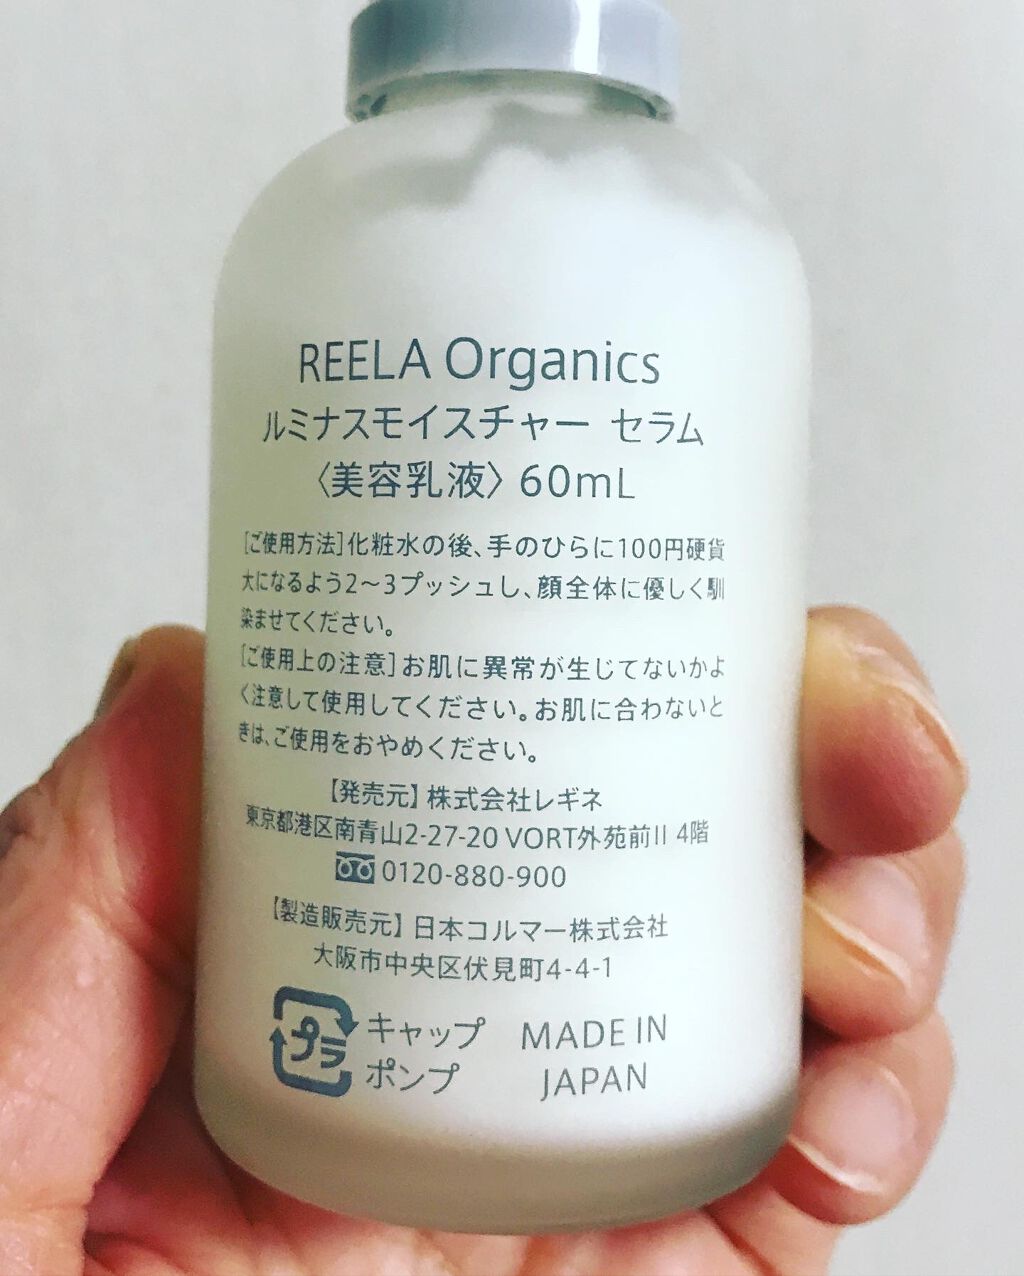 REELA Organics
ルミナスモイスチャー セラム
〈美容乳液〉60mL
[ご使用方法]化粧水の後、手のひらに100円硬貨
大になるよう2〜3プッシュし、顔全体に優しく馴
染ませてください。
[ご使用上の注意]お肌に異常が生じてないかよ
く注意して使用してください。お肌に合わないと
きは、ご使用をおやめください。
【発売元】株式会社レギネ
東京都港区南青山2-27-20 VORT外苑前II 4階
0120-880-900
【製造販売元】日本コルマー株式会社
大阪市中央区伏見町4-4-1
プラ キャップ MADE IN
ポンプ JAPAN